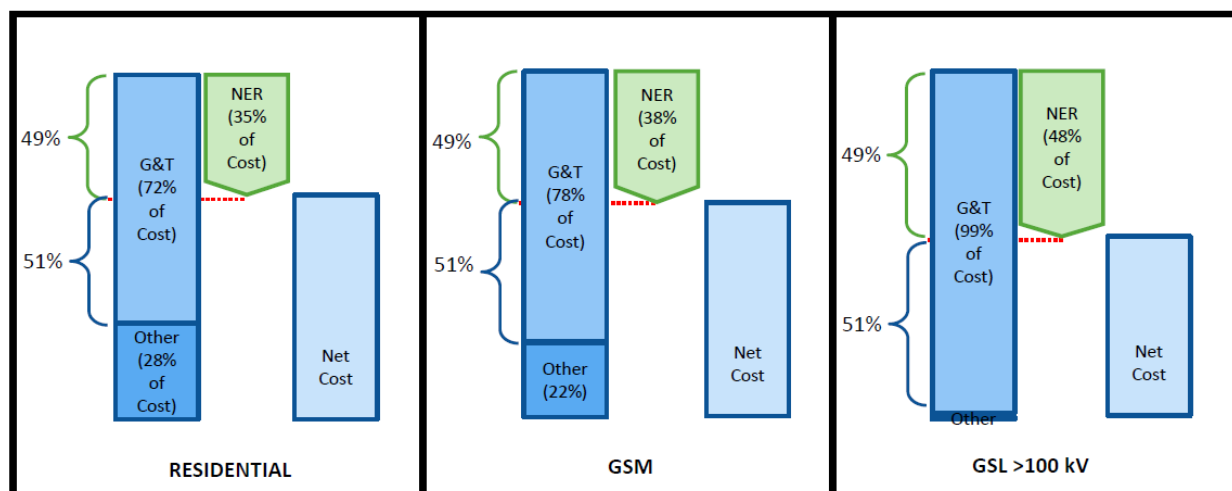 49%
51%
G&T
(72%
of
Cost)
Other
(28%
of
Cost)
NER
(35%
of
Cost)
Net
Cost
RESIDENTIAL
49%
51%
G&T
(78%
of
Cost)
Other
(22%)
NER
(38%
of
Cost)
Net
Cost
GSM
49%
51%
G&T
(99%
of
Cost)
Other
NER
(48%
of
Cost)
Net
Cost
GSL >100 kV